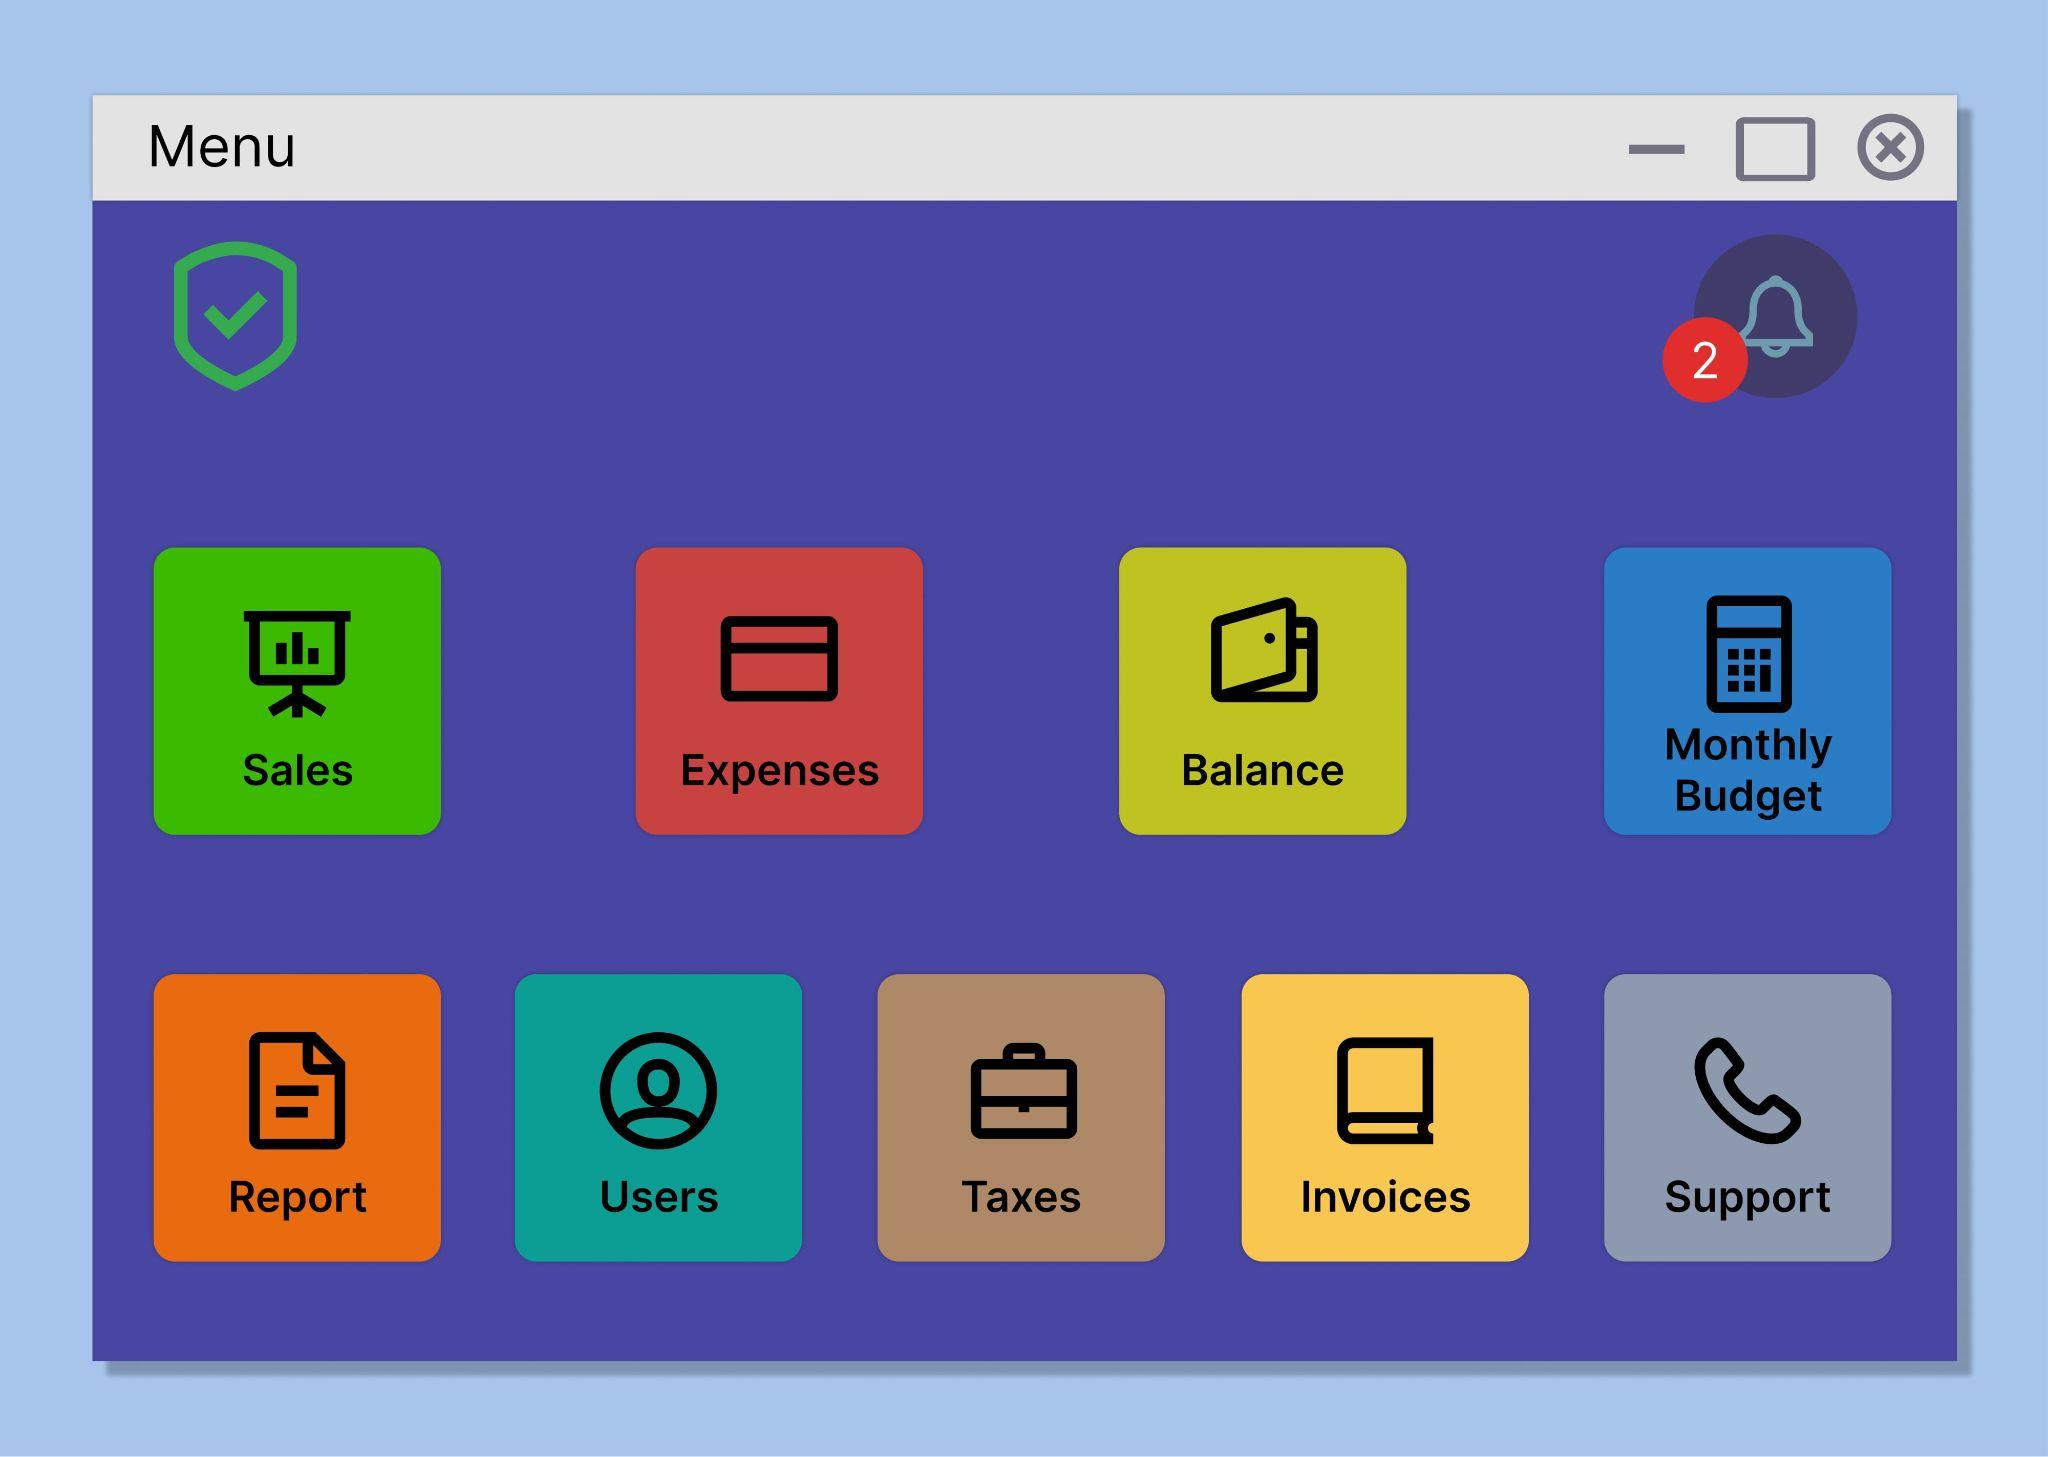 Menu
2
Sales
Expenses
Balance
Monthly
Budget
Report
Users
Taxes
Invoices
Support